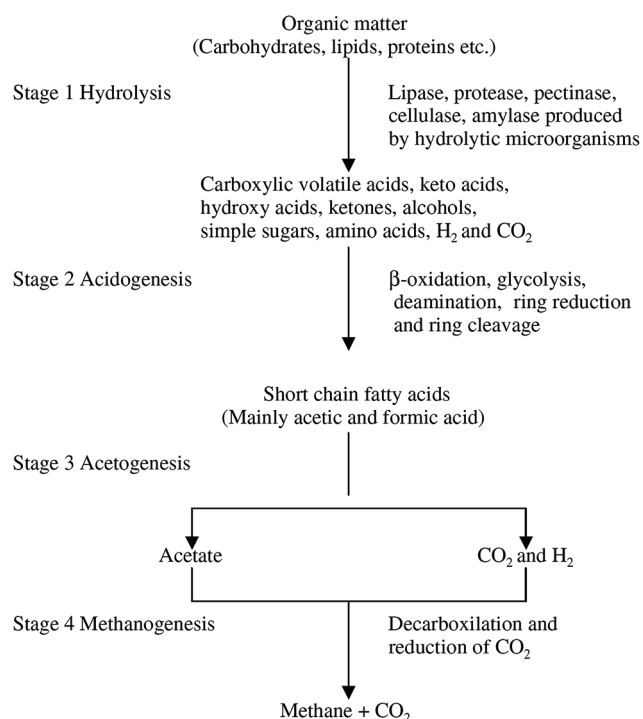 Organic matter
(Carbohydrates, lipids, proteins etc.)
Stage 1 Hydrolysis
Lipase, protease, pectinase,
cellulase, amylase produced
by hydrolytic microorganisms
Carboxylic volatile acids, keto acids,
hydroxy acids, ketones, alcohols,
simple sugars, amino acids, H₂ and CO₂
Stage 2 Acidogenesis
β-oxidation, glycolysis,
deamination, ring reduction
and ring cleavage
Short chain fatty acids
(Mainly acetic and formic acid)
Stage 3 Acetogenesis
Acetate
CO₂ and H₂
Stage 4 Methanogenesis
Decarboxilation and
reduction of CO₂
Methane + CO₂